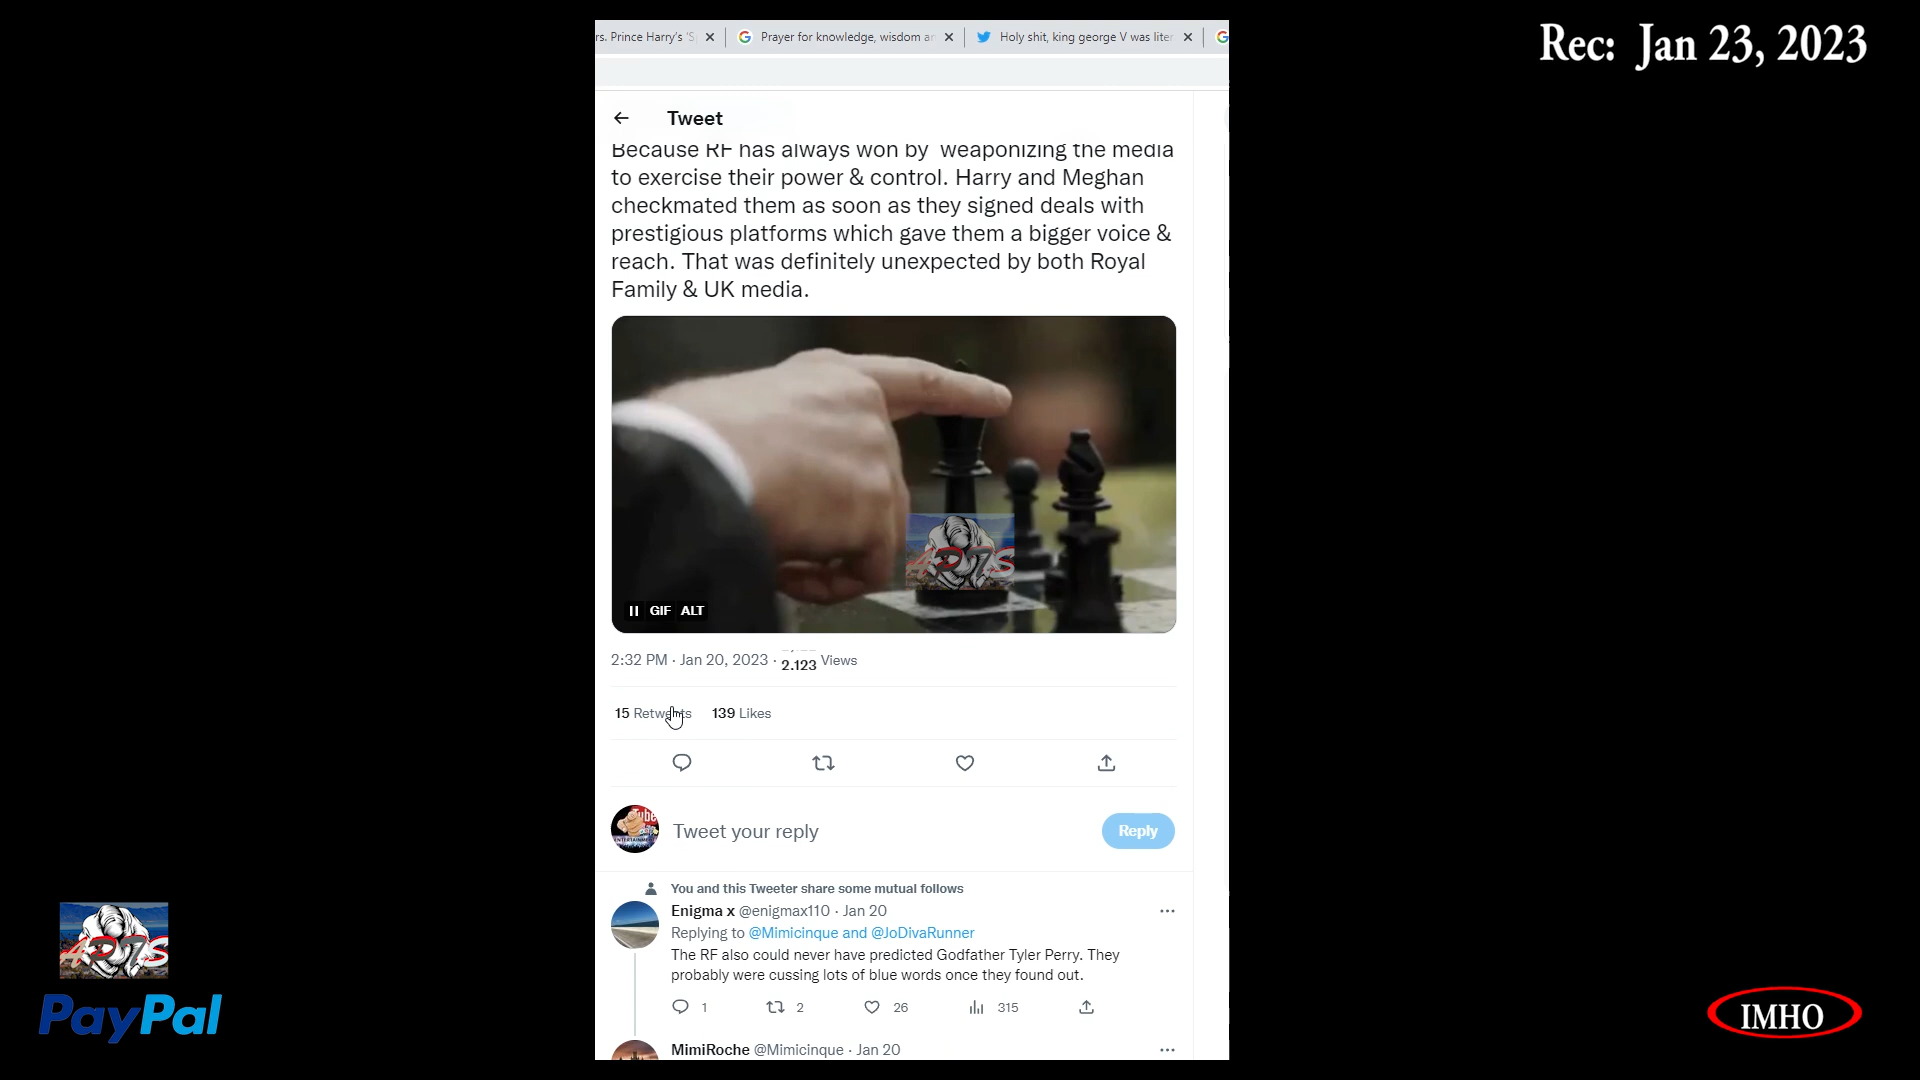 Rec: Jan 23, 2023
rs. Prince Harry's 'S
Prayer for knowledge, wisdom a
Holy shit, king george V was liter
Tweet
Because RF has always won by weaponizing the media
to exercise their power & control. Harry and Meghan
checkmated them as soon as they signed deals with
prestigious platforms which gave them a bigger voice &
reach. That was definitely unexpected by both Royal
Family & UK media.
GIF ALT
2:32 PM · Jan 20, 2023 · 2,123 Views
15 Retweets 139 Likes
Tweet your reply
Reply
You and this Tweeter share some mutual follows
Enigma x @enigmax110 · Jan 20
Replying to @Mimicinque and @JoDivaRunner
The RF also could never have predicted Godfather Tyler Perry. They
probably were cussing lots of blue words once they found out.
1 2 26 315
MimiRoche @Mimicinque · Jan 20
PayPal
IMHO